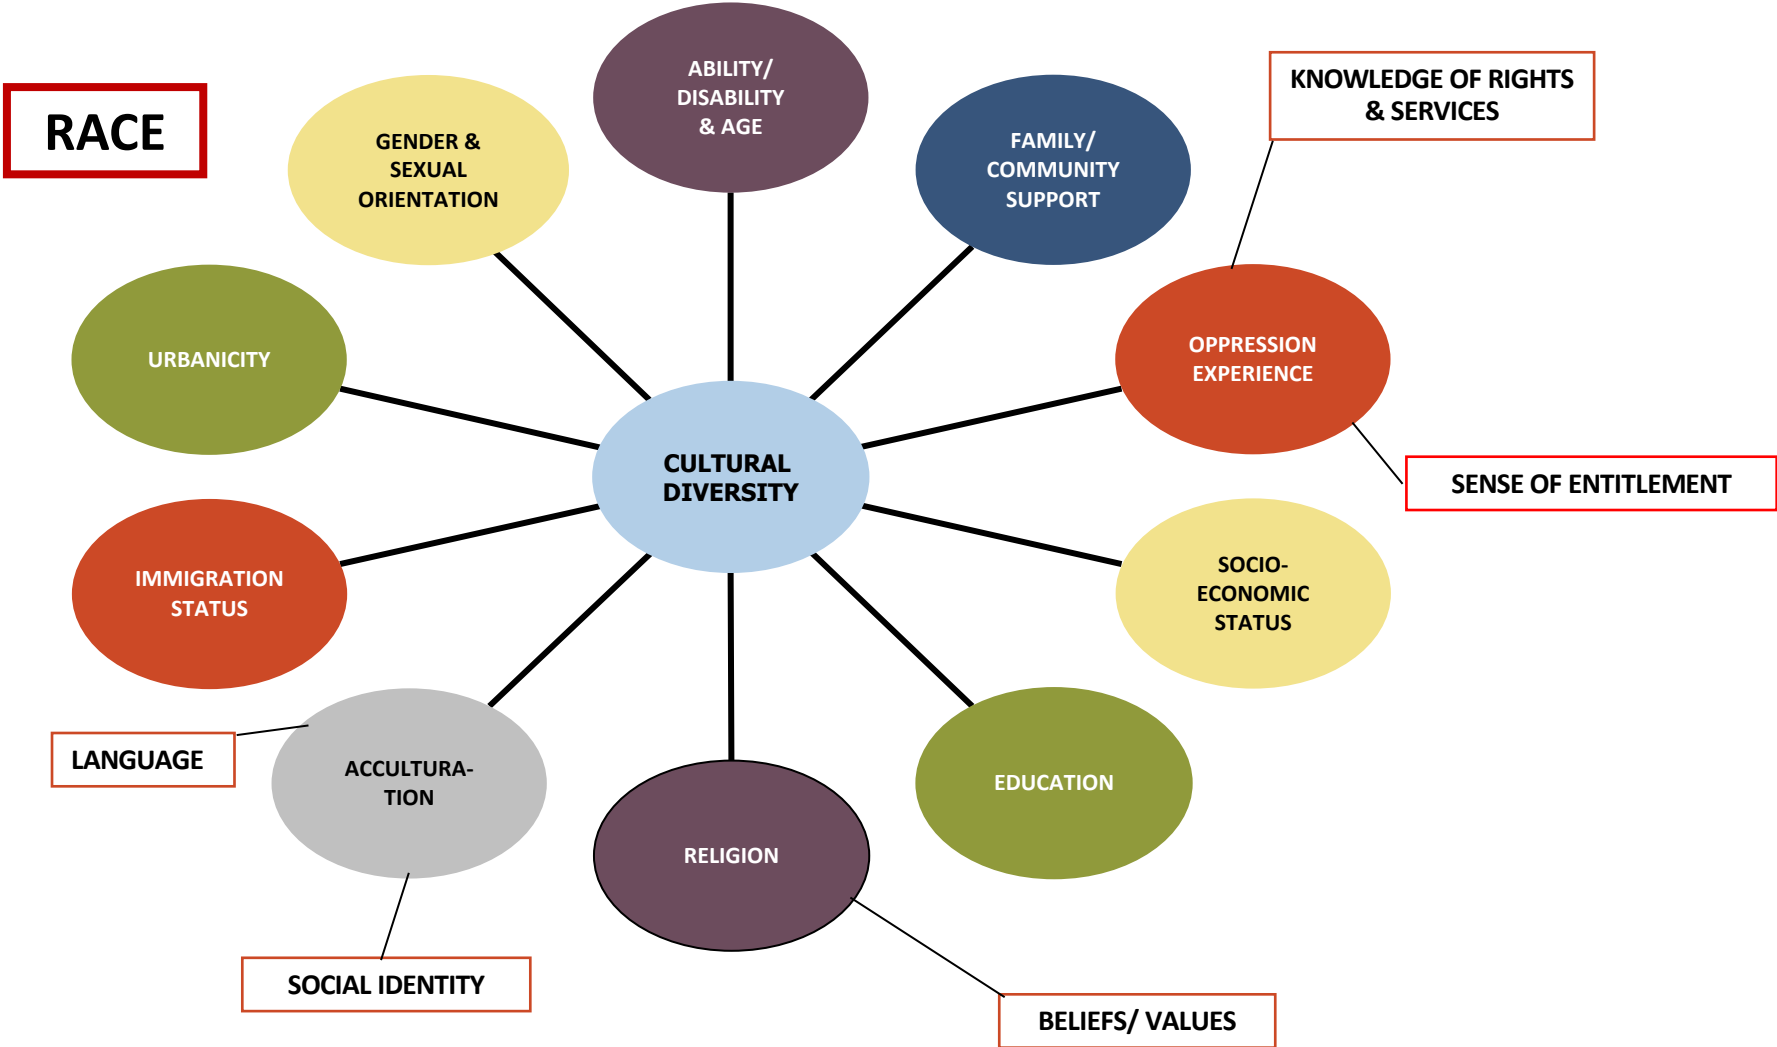 RACE
ABILITY/
DISABILITY
& AGE
GENDER &
SEXUAL
ORIENTATION
FAMILY/
COMMUNITY
SUPPORT
KNOWLEDGE OF RIGHTS
& SERVICES
URBANICITY
OPPRESSION
EXPERIENCE
CULTURAL
DIVERSITY
SENSE OF ENTITLEMENT
IMMIGRATION
STATUS
SOCIO-
ECONOMIC
STATUS
LANGUAGE
ACCULTURA-
TION
RELIGION
EDUCATION
SOCIAL IDENTITY
BELIEFS/ VALUES